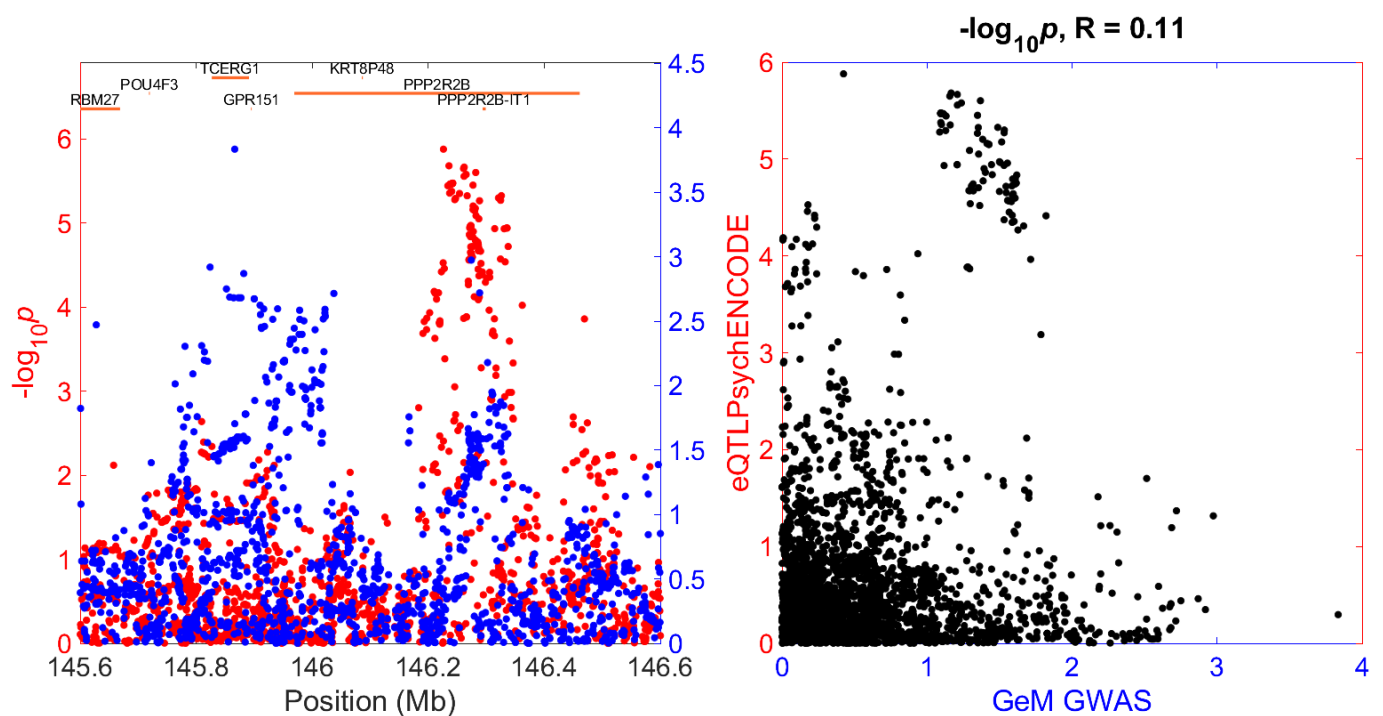 -log10p, R = 0.11
TCERG1 KRT8P48
POU4F3 PPP2R2B
RBM27 GPR151 PPP2R2B-IT1
-log10p
0
1
2
3
4
5
6
0
0.5
1
1.5
2
2.5
3
3.5
4
4.5
145.6 145.8 146 146.2 146.4 146.6
Position (Mb)
eQTLPsychENCODE
0
1
2
3
4
5
6
0 1 2 3 4
GeM GWAS